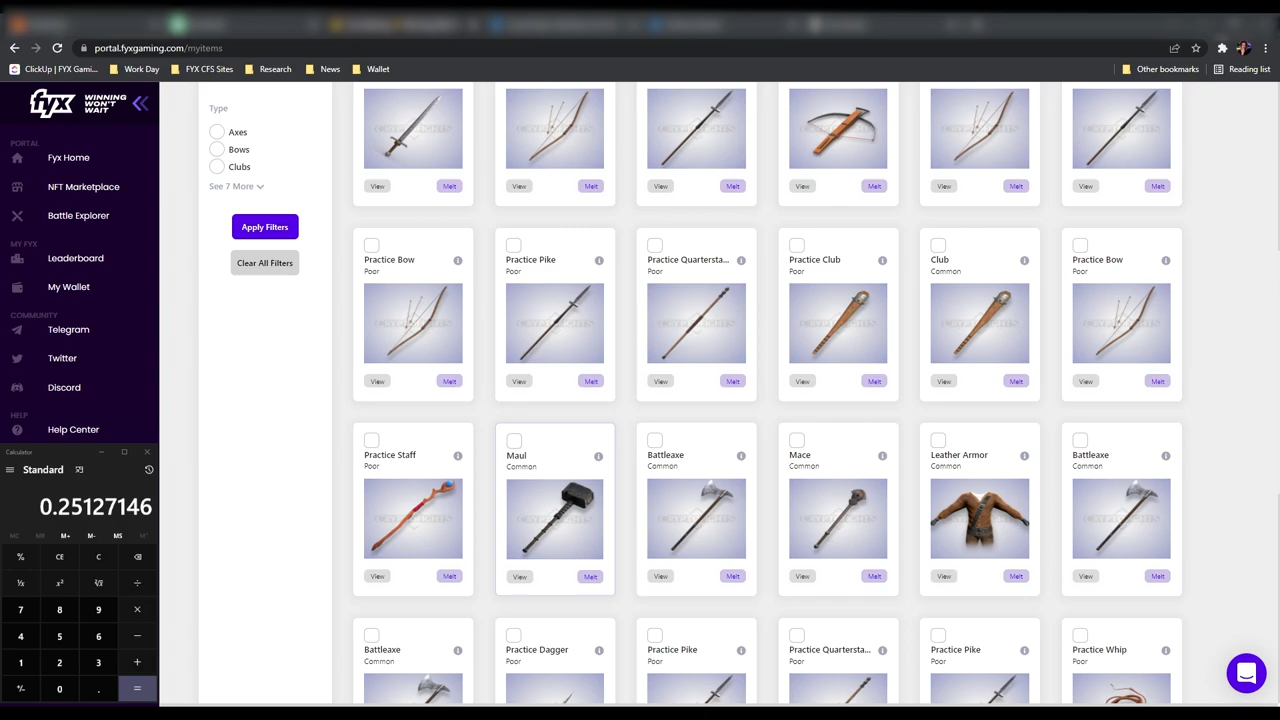 portal.fyxgaming.com/myitems
ClickUp | FYX Gami...
Work Day
FYX CFS Sites
Research
News
Wallet
Other bookmarks
Reading list
fyx WINNING WON'T WAIT
PORTAL
Fyx Home
NFT Marketplace
Battle Explorer
MY FYX
Leaderboard
My Wallet
COMMUNITY
Telegram
Twitter
Discord
HELP
Help Center
Calculator
Standard
0.25127146
MC MR M+ M- MS M˅
% CE C
⅟x x² ²√x ÷
7 8 9 ×
4 5 6 −
1 2 3 +
+/- 0 . =
Type
Axes
Bows
Clubs
See 7 More
Apply Filters
Clear All Filters
View Melt View Melt View Melt View Melt View Melt View Melt
Practice Bow Practice Pike Practice Quartersta... Practice Club Club Practice Bow
Poor Poor Poor Poor Common Poor
View Melt View Melt View Melt View Melt View Melt View Melt
Practice Staff Maul Battleaxe Mace Leather Armor Battleaxe
Poor Common Common Common Common Common
View Melt View Melt View Melt View Melt View Melt View Melt
Battleaxe Practice Dagger Practice Pike Practice Quartersta... Practice Pike Practice Whip
Common Poor Poor Poor Poor Poor